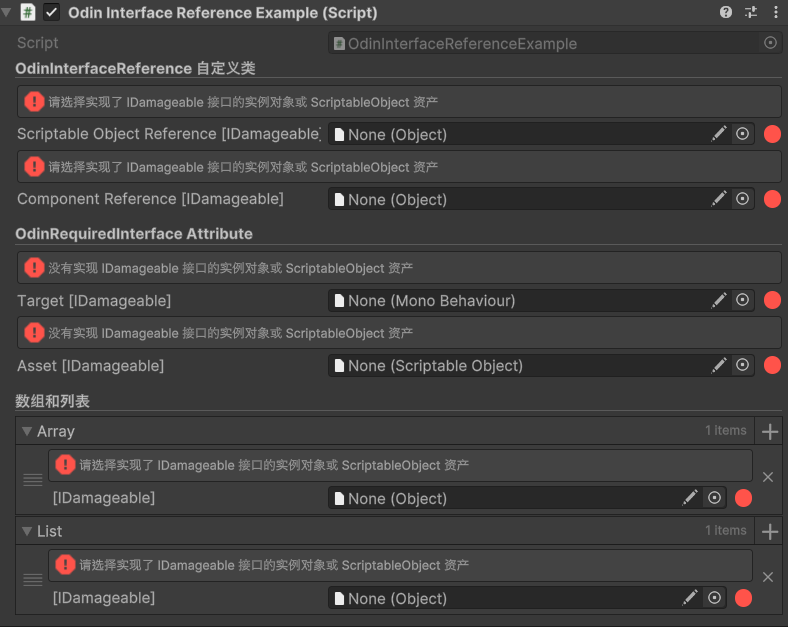 Odin Interface Reference Example (Script)
Script OdinInterfaceReferenceExample
OdinInterfaceReference 自定义类
请选择实现了 IDamageable 接口的实例对象或 ScriptableObject 资产
Scriptable Object Reference [IDamageable] None (Object)
请选择实现了 IDamageable 接口的实例对象或 ScriptableObject 资产
Component Reference [IDamageable] None (Object)
OdinRequiredInterface Attribute
没有实现 IDamageable 接口的实例对象或 ScriptableObject 资产
Target [IDamageable] None (Mono Behaviour)
没有实现 IDamageable 接口的实例对象或 ScriptableObject 资产
Asset [IDamageable] None (Scriptable Object)
数组和列表
Array 1 items
请选择实现了 IDamageable 接口的实例对象或 ScriptableObject 资产
[IDamageable] None (Object)
List 1 items
请选择实现了 IDamageable 接口的实例对象或 ScriptableObject 资产
[IDamageable] None (Object)